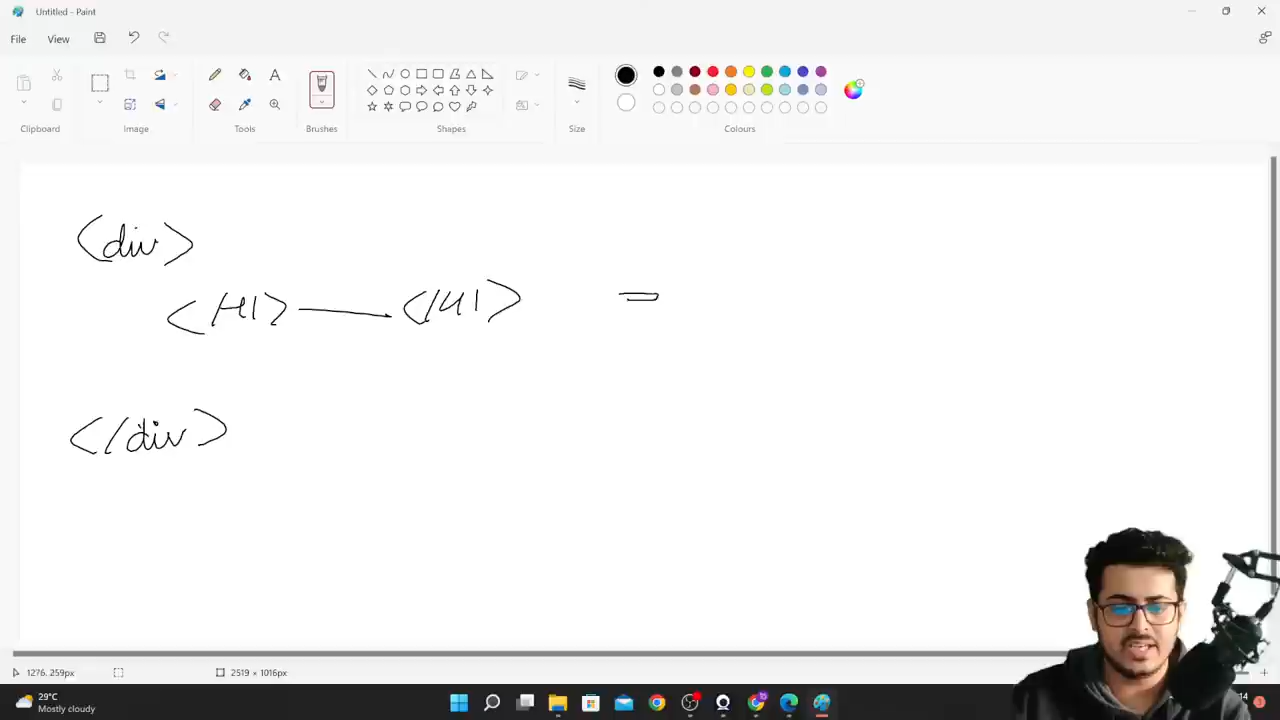 Untitled - Paint
File View
Clipboard Image Tools Brushes Shapes Size Colours
<div>
<H1> —— </H1> =
</div>
1276, 259px 2519 × 1016px
29°C
Mostly cloudy